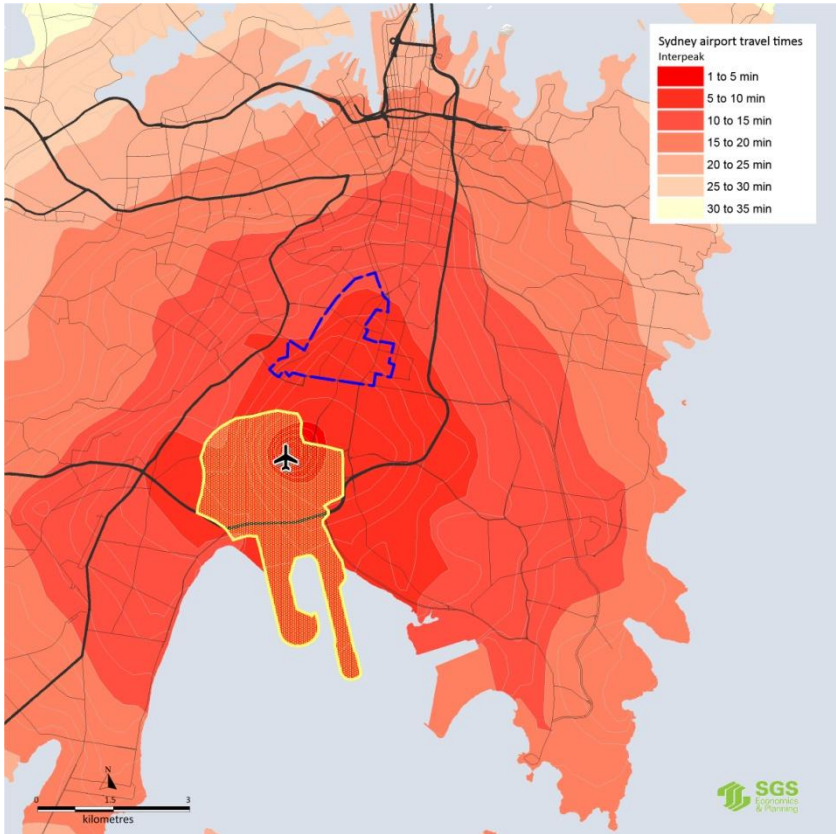 Sydney airport travel times
Interpeak
1 to 5 min
5 to 10 min
10 to 15 min
15 to 20 min
20 to 25 min
25 to 30 min
30 to 35 min
N
0 1.5 3
kilometres
SGS
Economics
& Planning